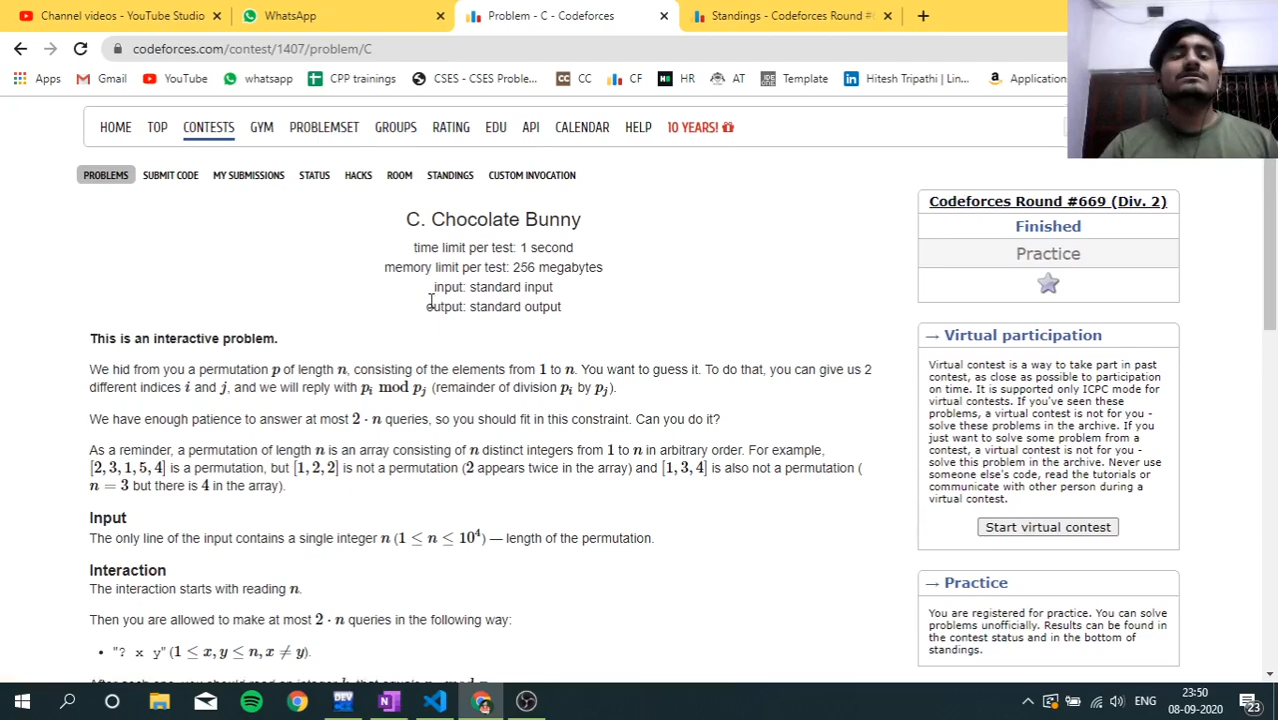 Channel videos - YouTube Studio
WhatsApp
Problem - C - Codeforces
Standings - Codeforces Round #
codeforces.com/contest/1407/problem/C
Apps
Gmail
YouTube
whatsapp
CPP trainings
CSES - CSES Proble...
CC
CF
HR
AT
Template
Hitesh Tripathi | Lin...
Application
HOME TOP CONTESTS GYM PROBLEMSET GROUPS RATING EDU API CALENDAR HELP 10 YEARS!
PROBLEMS SUBMIT CODE MY SUBMISSIONS STATUS HACKS ROOM STANDINGS CUSTOM INVOCATION
C. Chocolate Bunny
time limit per test: 1 second
memory limit per test: 256 megabytes
input: standard input
output: standard output
This is an interactive problem.
We hid from you a permutation p of length n, consisting of the elements from 1 to n. You want to guess it. To do that, you can give us 2
different indices i and j, and we will reply with p_i mod p_j (remainder of division p_i by p_j).
We have enough patience to answer at most 2 · n queries, so you should fit in this constraint. Can you do it?
As a reminder, a permutation of length n is an array consisting of n distinct integers from 1 to n in arbitrary order. For example,
[2, 3, 1, 5, 4] is a permutation, but [1, 2, 2] is not a permutation (2 appears twice in the array) and [1, 3, 4] is also not a permutation (
n = 3 but there is 4 in the array).
Input
The only line of the input contains a single integer n (1 ≤ n ≤ 10^4) — length of the permutation.
Interaction
The interaction starts with reading n.
Then you are allowed to make at most 2 · n queries in the following way:
• "? x y" (1 ≤ x, y ≤ n, x ≠ y).
Codeforces Round #669 (Div. 2)
Finished
Practice
→ Virtual participation
Virtual contest is a way to take part in past
contest, as close as possible to participation
on time. It is supported only ICPC mode for
virtual contests. If you've seen these
problems, a virtual contest is not for you -
solve these problems in the archive. If you
just want to solve some problem from a
contest, a virtual contest is not for you -
solve this problem in the archive. Never use
someone else's code, read the tutorials or
communicate with other person during a
virtual contest.
Start virtual contest
→ Practice
You are registered for practice. You can solve
problems unofficially. Results can be found in
the contest status and in the bottom of
standings.
DEV
ENG
23:50
08-09-2020
23